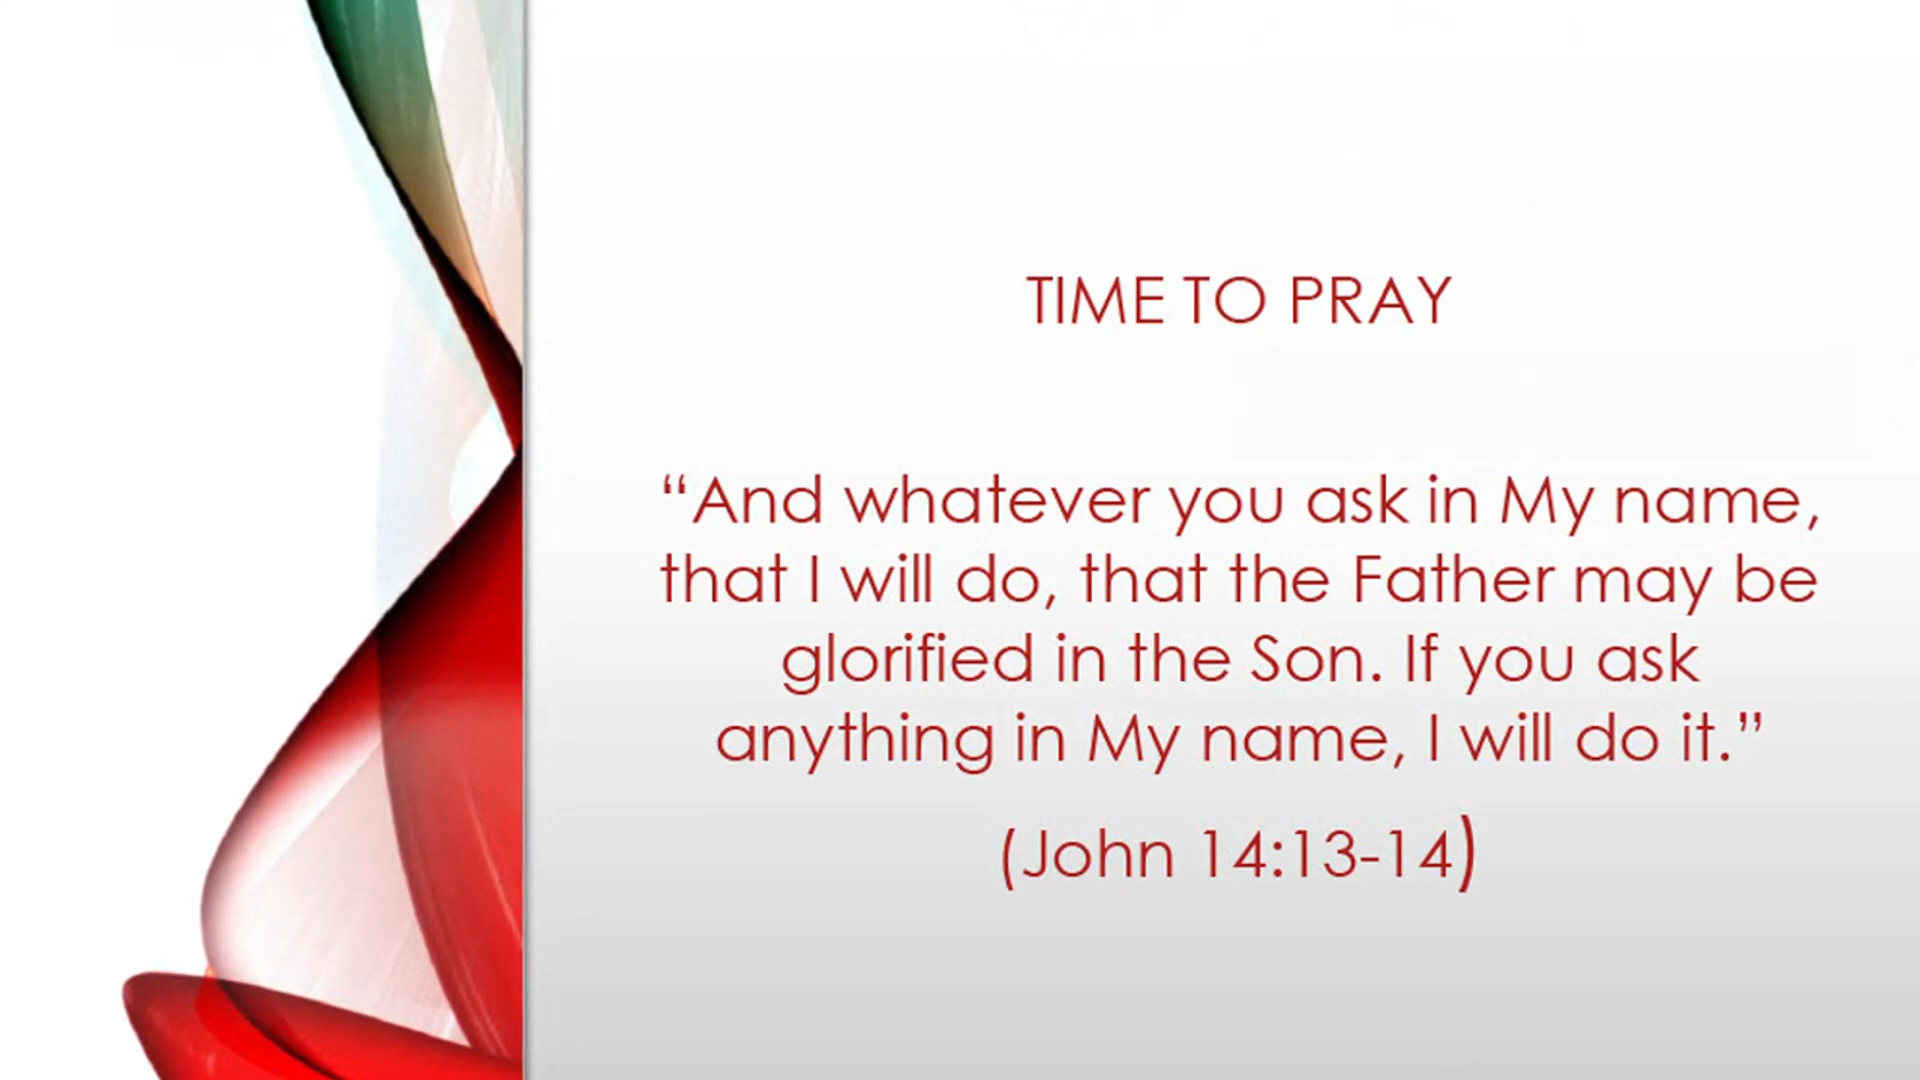 TIME TO PRAY
“And whatever you ask in My name,
that I will do, that the Father may be
glorified in the Son. If you ask
anything in My name, I will do it.”
(John 14:13-14)